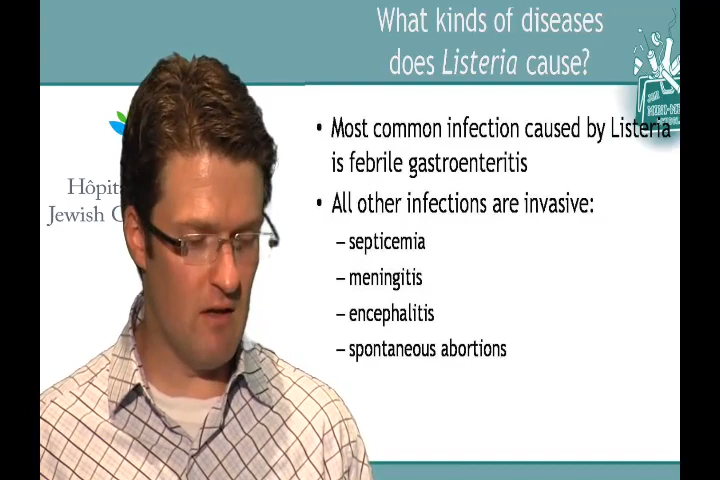 What kinds of diseases
does Listeria cause?
• Most common infection caused by Listeria
is febrile gastroenteritis
• All other infections are invasive:
– septicemia
– meningitis
– encephalitis
– spontaneous abortions
Hôpita
Jewish